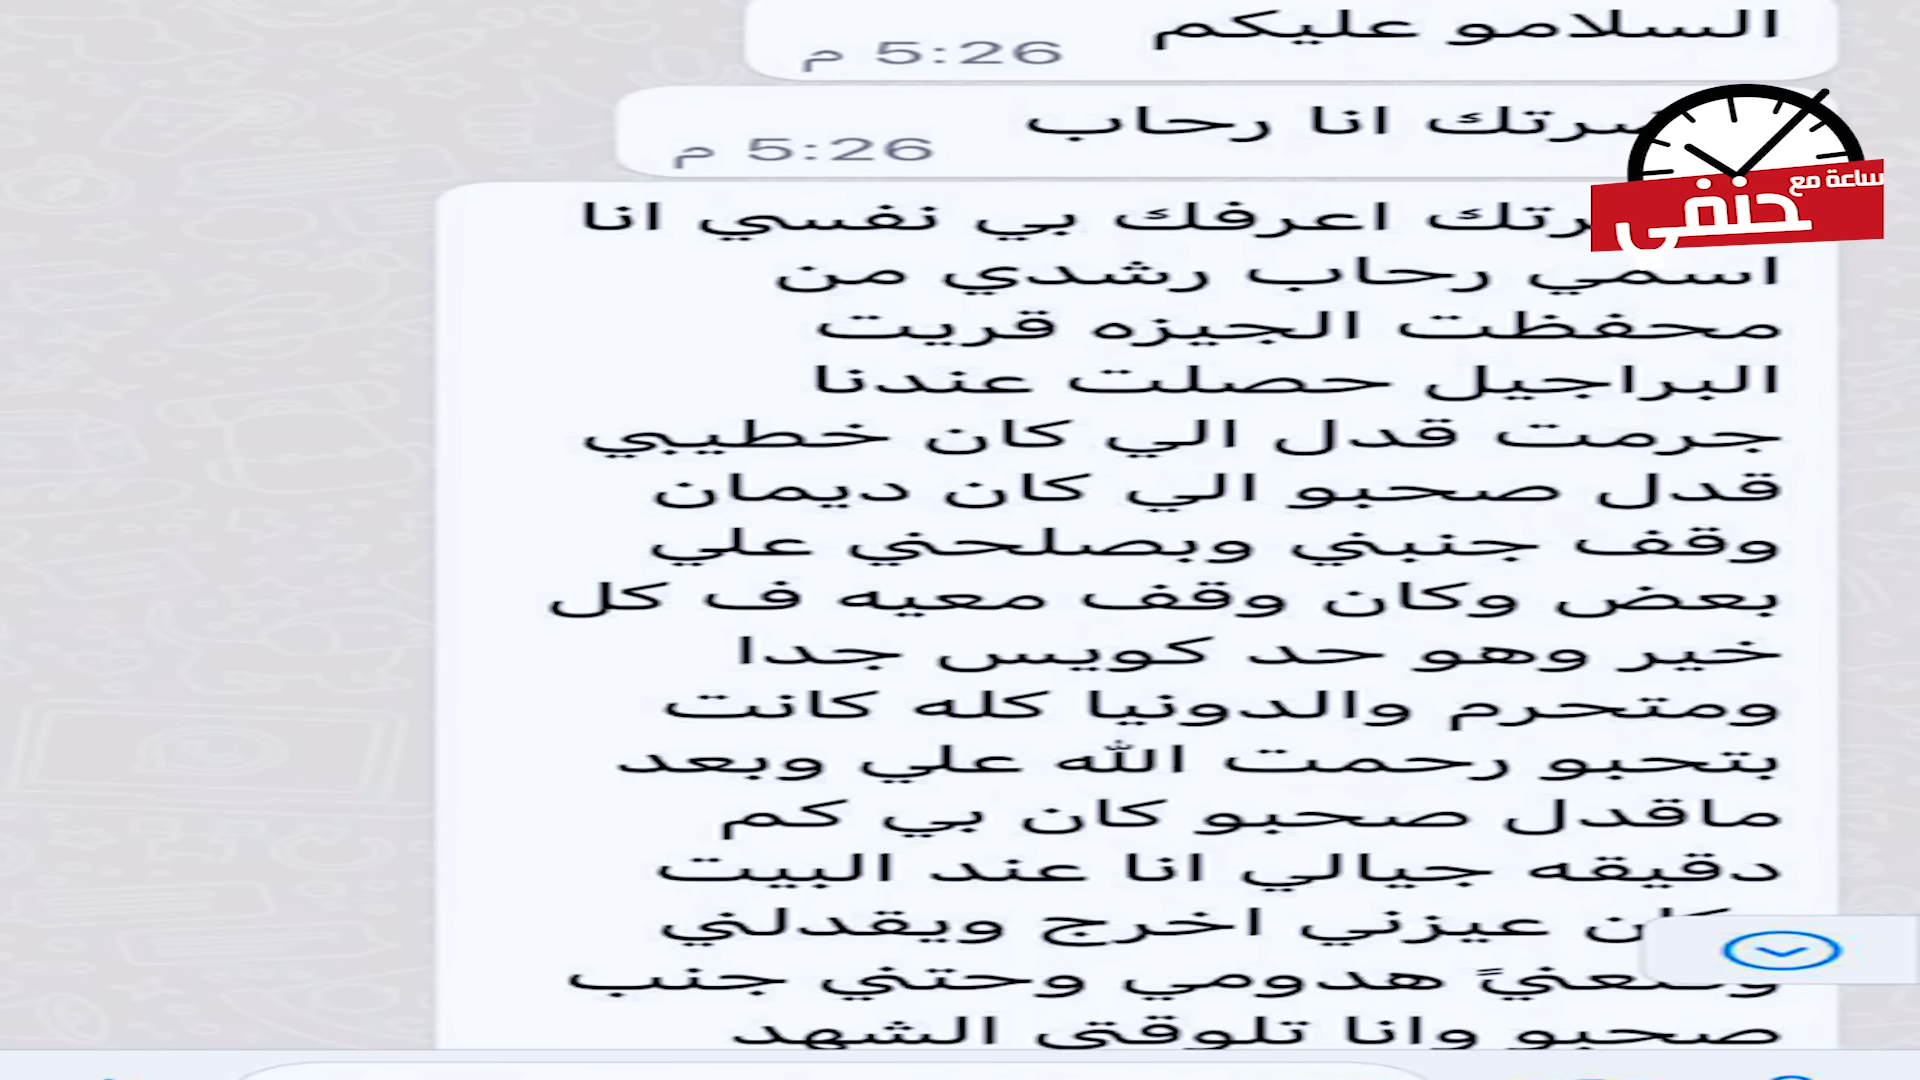 السلامو عليكم
5:26 م
انا رحاب
5:26 م
ساعة مع
حنفي
اعرفك بي نفسي انا
اسمي رحاب رشدي من
محفظت الجيزه قريت
البراجيل حصلت عندنا
جرمت قدل الي كان خطيبي
قدل صحبو الي كان ديمان
وقف جنبني وبصلحني علي
بعض وكان وقف معيه ف كل
خير وهو حد كويس جدا
ومتحرم والدونيا كله كانت
بتحبو رحمت الله علي وبعد
ماقدل صحبو كان بي كم
دقيقه جيالي انا عند البيت
عيزني اخرج ويقدلني
هدومي وحتني جنب
صحبو وانا تلوقتي الشهد